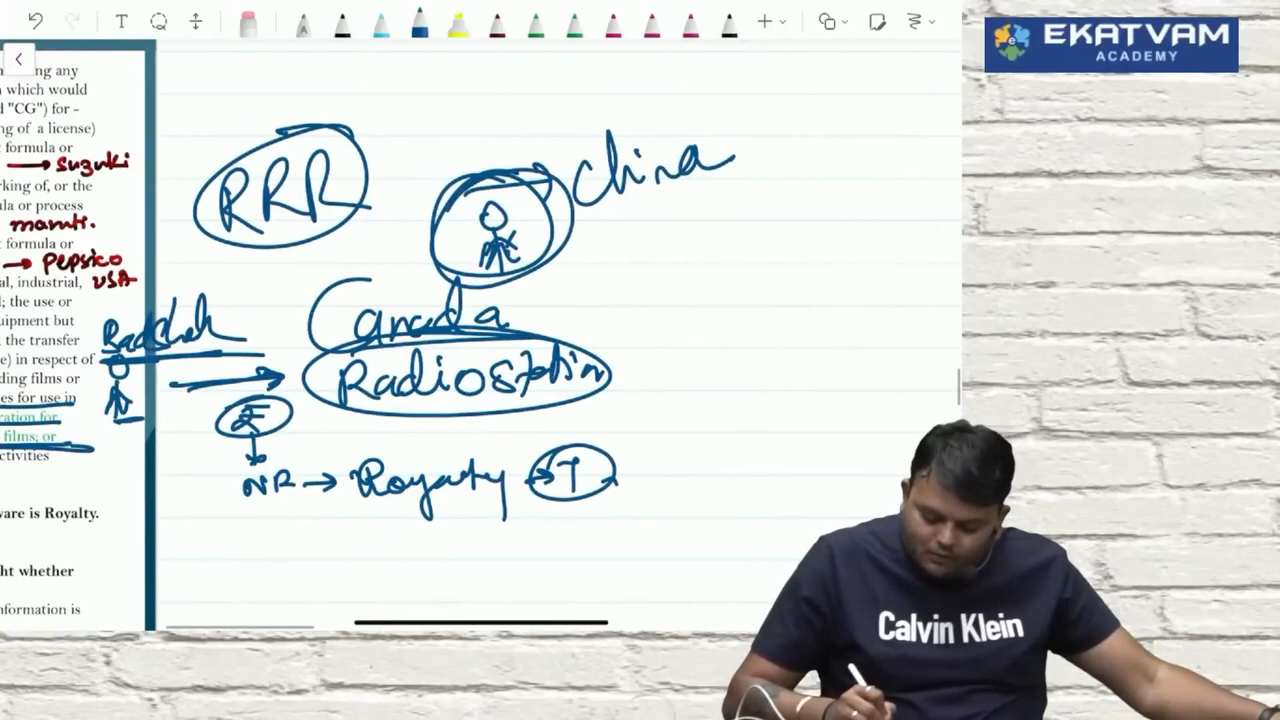 EKATVAM
ACADEMY
ing any
which would
"CG") for -
ng of a license)
formula or
→ Suzuki
rking of, or the
ula or process
maruti.
t formula or
→ Pepsico
al, industrial, USA
; the use or
uipment but
the transfer
e) in respect of
ding films or
es for use in
ration for
films; or
ctivities
ware is Royalty.
ht whether
nformation is
RRR
China
Canada
Badshah
Radiostation
₹
NR → Royalty → T
Calvin Klein